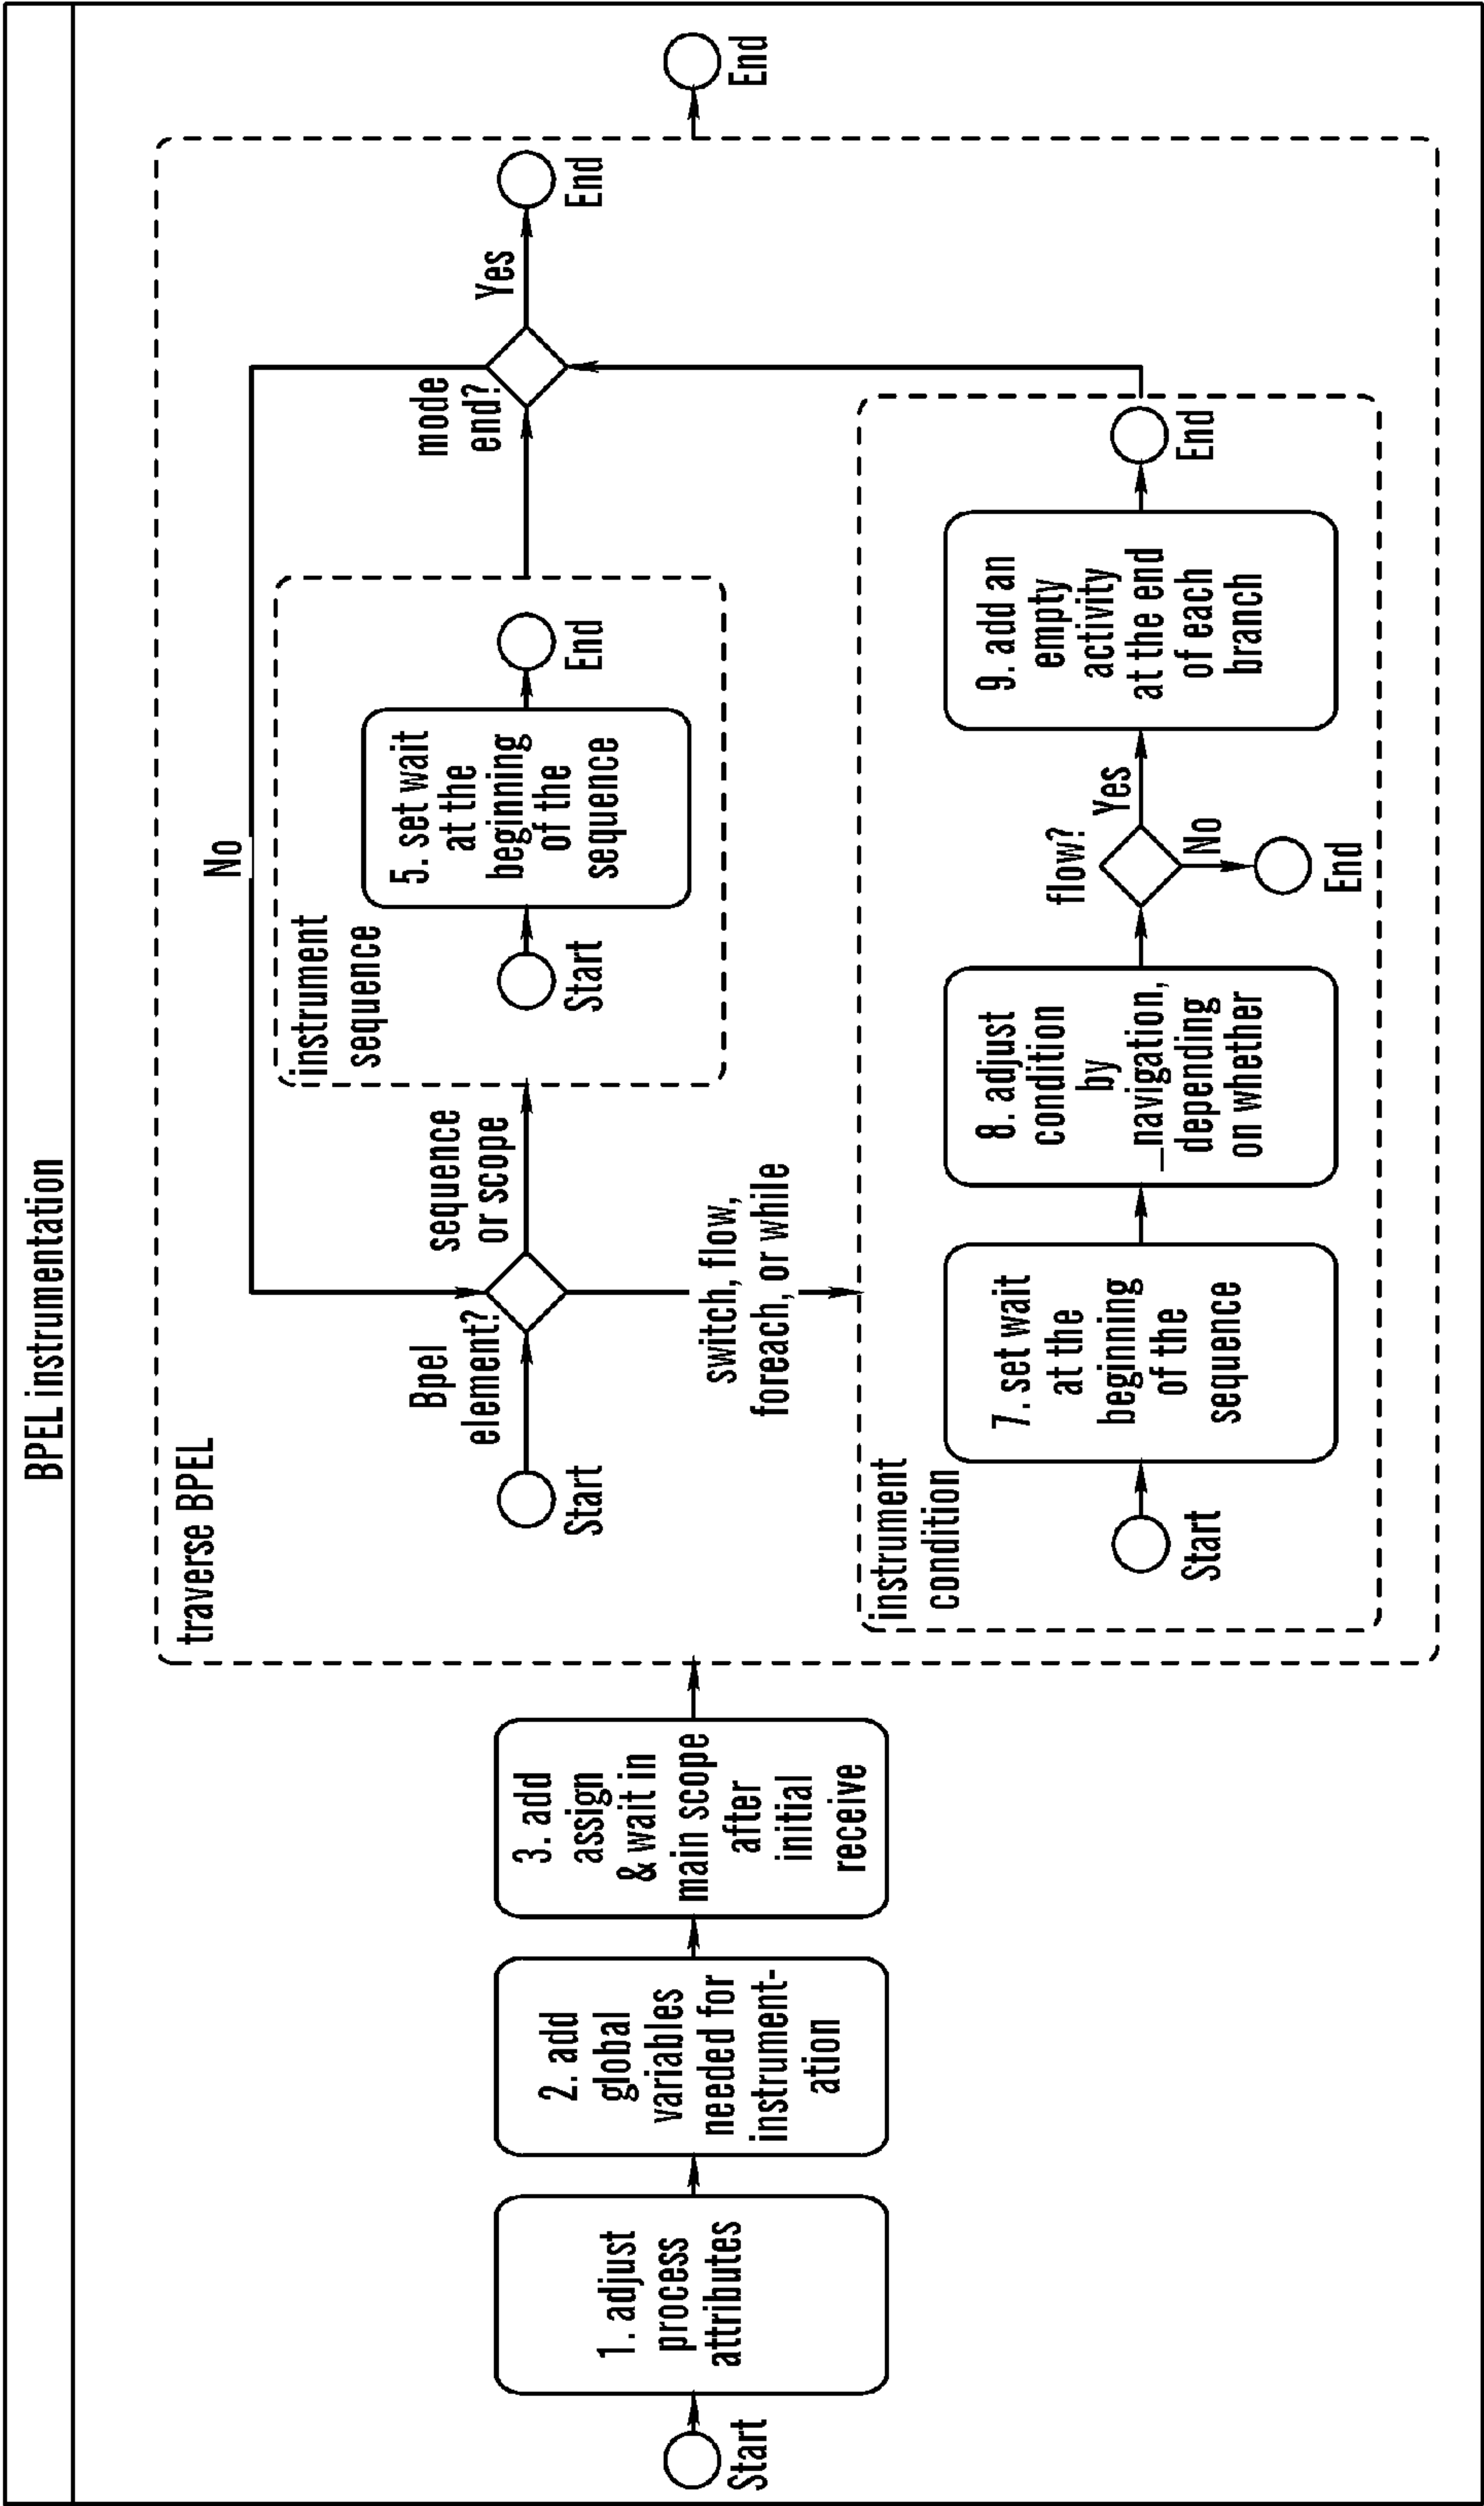 BPEL instrumentation
Start
1. adjust
process
attributes
2. add
global
variables
needed for
instrument-
ation
3. add
assign
& wait in
main scope
after
initial
receive
traverse BPEL
Start
Bpel
element?
sequence
or scope
switch, flow,
foreach, or while
No
instrument
sequence
Start
5. set wait
at the
beginning
of the
sequence
End
mode
end?
Yes
End
instrument
condition
Start
7. set wait
at the
beginning
of the
sequence
8. adjust
condition
by
_navigation,
depending
on whether
flow?
Yes
No
End
9. add an
empty
activity
at the end
of each
branch
End
End